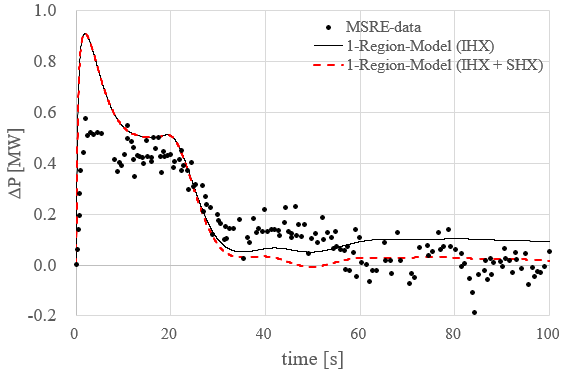 1.0
MSRE-data
1-Region-Model (IHX)
1-Region-Model (IHX + SHX)
0.8
0.6
ΔP [MW]
0.4
0.2
0.0
-0.2
0 20 40 60 80 100
time [s]